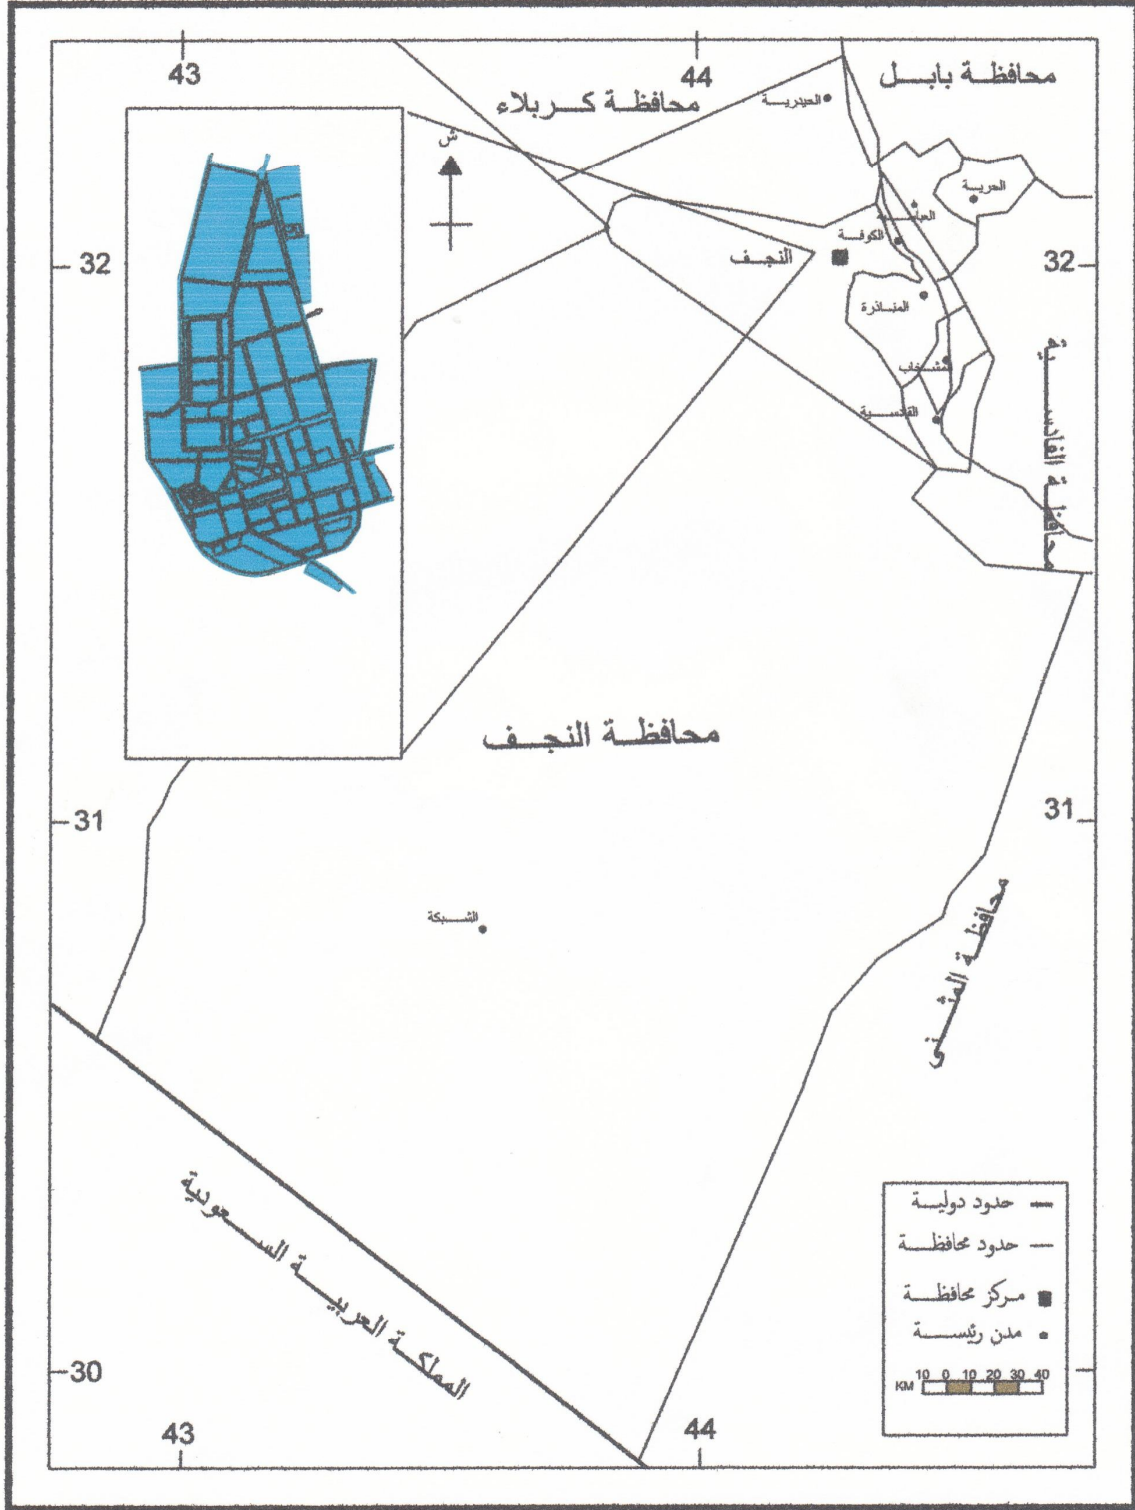 43
44
محافظة بابل
محافظة كربلاء
الحيدرية
ش
الحرية
العباسية
الكوفة
النجف
32
32
المناذرة
المشخاب
القادسية
محافظة القادسية
محافظة النجف
31
31
الشبكة
محافظة المثنى
المملكة العربية السعودية
حدود دولية
حدود محافظة
مركز محافظة
مدن رئيسة
KM 10 0 10 20 30 40
30
43
44